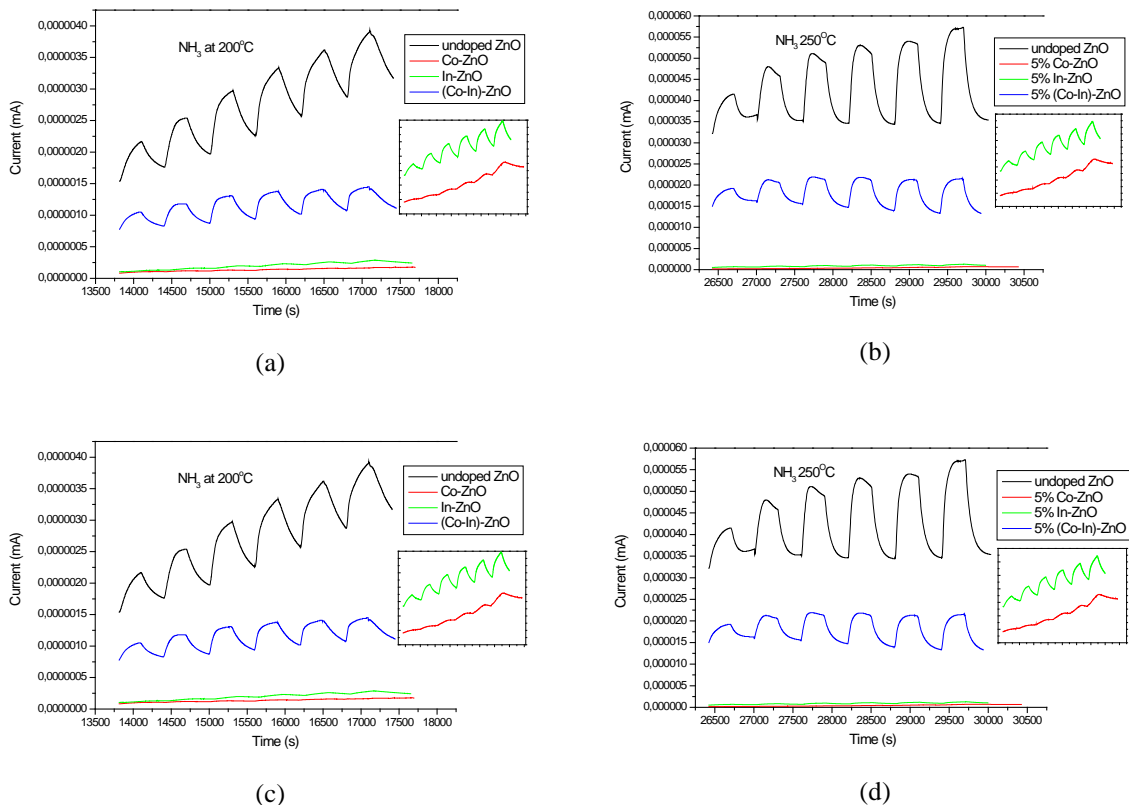 NH3 at 200°C
undoped ZnO
Co-ZnO
In-ZnO
(Co-In)-ZnO
Current (mA)
0,0000040
0,0000035
0,0000030
0,0000025
0,0000020
0,0000015
0,0000010
0,0000005
0,0000000
13500 14000 14500 15000 15500 16000 16500 17000 17500 18000
Time (s)
(a)
NH3 250°C
undoped ZnO
5% Co-ZnO
5% In-ZnO
5% (Co-In)-ZnO
Current (mA)
0,000060
0,000055
0,000050
0,000045
0,000040
0,000035
0,000030
0,000025
0,000020
0,000015
0,000010
0,000005
0,000000
26500 27000 27500 28000 28500 29000 29500 30000 30500
Time (s)
(b)
NH3 at 200°C
undoped ZnO
Co-ZnO
In-ZnO
(Co-In)-ZnO
Current (mA)
0,0000040
0,0000035
0,0000030
0,0000025
0,0000020
0,0000015
0,0000010
0,0000005
0,0000000
13500 14000 14500 15000 15500 16000 16500 17000 17500 18000
Time (s)
(c)
NH3 250°C
undoped ZnO
5% Co-ZnO
5% In-ZnO
5% (Co-In)-ZnO
Current (mA)
0,000060
0,000055
0,000050
0,000045
0,000040
0,000035
0,000030
0,000025
0,000020
0,000015
0,000010
0,000005
0,000000
26500 27000 27500 28000 28500 29000 29500 30000 30500
Time (s)
(d)